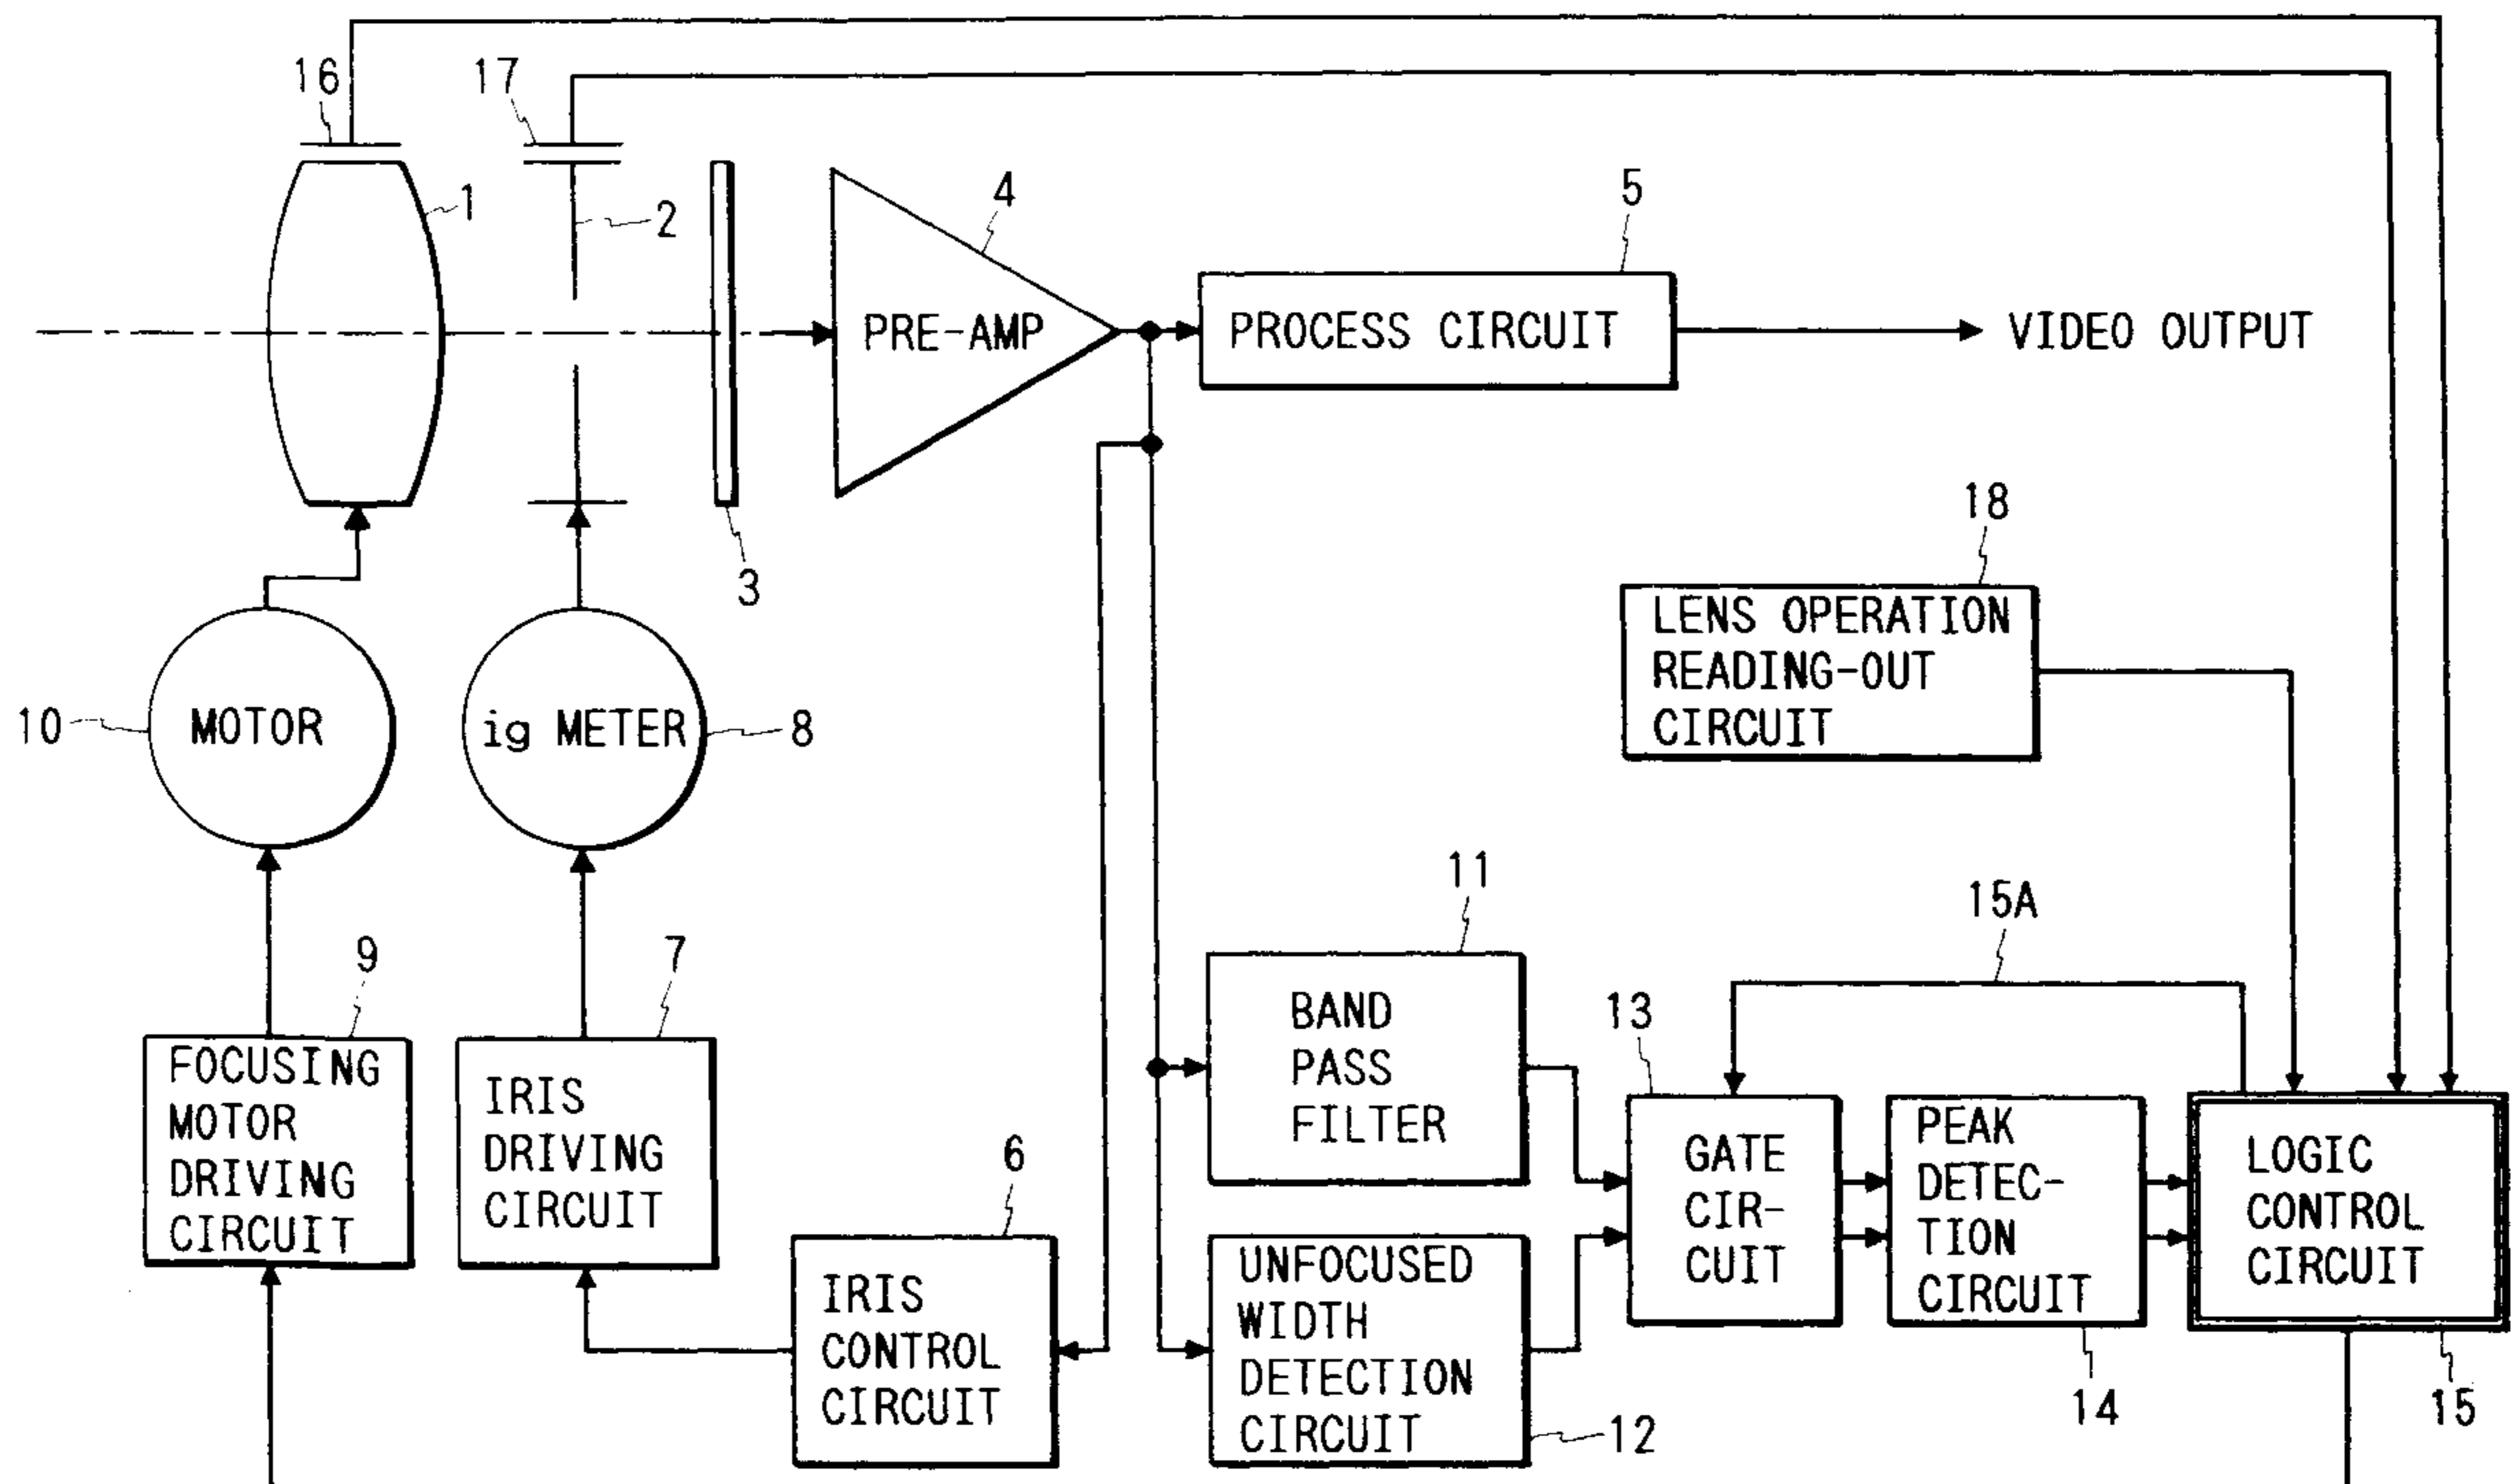 16
17
1
2
4
5
PRE-AMP
PROCESS CIRCUIT
VIDEO OUTPUT
3
18
LENS OPERATION
READING-OUT
CIRCUIT
10
MOTOR
ig METER
8
9
7
11
15A
13
FOCUSING
MOTOR
DRIVING
CIRCUIT
IRIS
DRIVING
CIRCUIT
6
BAND
PASS
FILTER
GATE
CIR-
CUIT
PEAK
DETEC-
TION
CIRCUIT
LOGIC
CONTROL
CIRCUIT
IRIS
CONTROL
CIRCUIT
UNFOCUSED
WIDTH
DETECTION
CIRCUIT
12
14
15